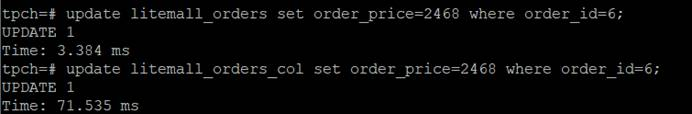 tpch=# update litemall_orders set order_price=2468 where order_id=6;
UPDATE 1
Time: 3.384 ms
tpch=# update litemall_orders_col set order_price=2468 where order_id=6;
UPDATE 1
Time: 71.535 ms